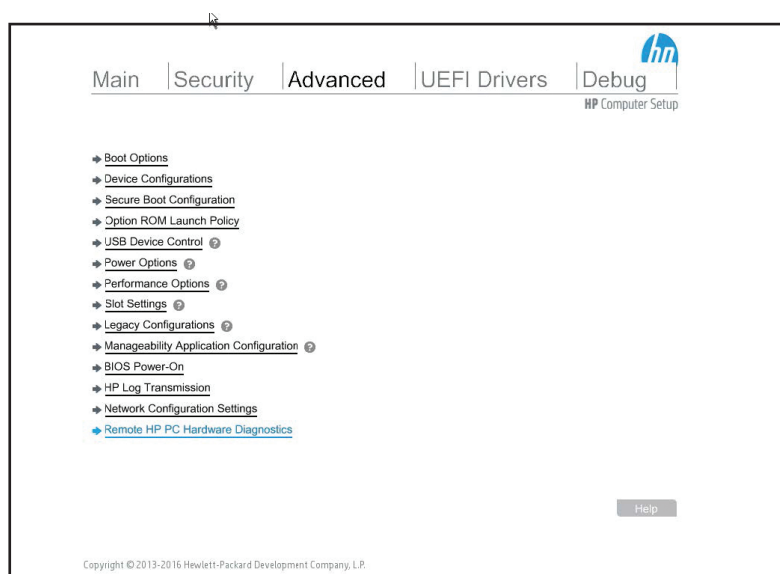 hp
Main Security Advanced UEFI Drivers Debug
HP Computer Setup
Boot Options
Device Configurations
Secure Boot Configuration
Option ROM Launch Policy
USB Device Control ?
Power Options ?
Performance Options ?
Slot Settings ?
Legacy Configurations ?
Manageability Application Configuration ?
BIOS Power-On
HP Log Transmission
Network Configuration Settings
Remote HP PC Hardware Diagnostics
Help
Copyright © 2013-2016 Hewlett-Packard Development Company, L.P.